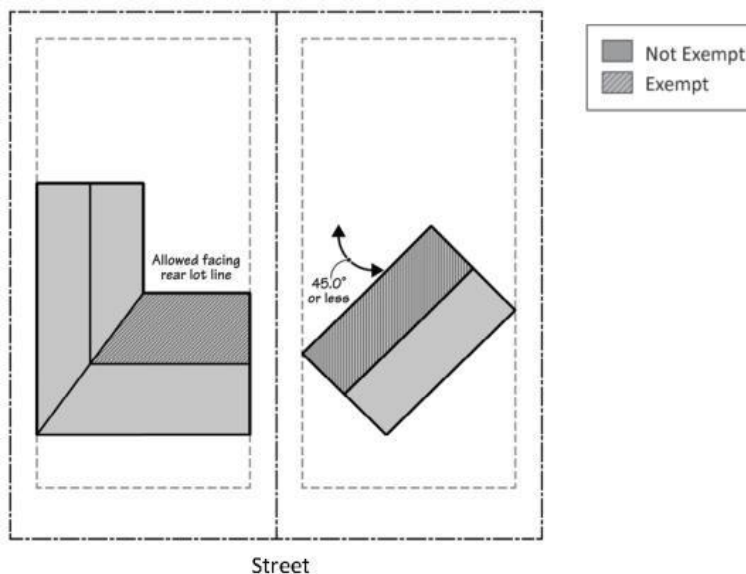 Not Exempt
Exempt
Allowed facing
rear lot line
45.0°
or less
Street